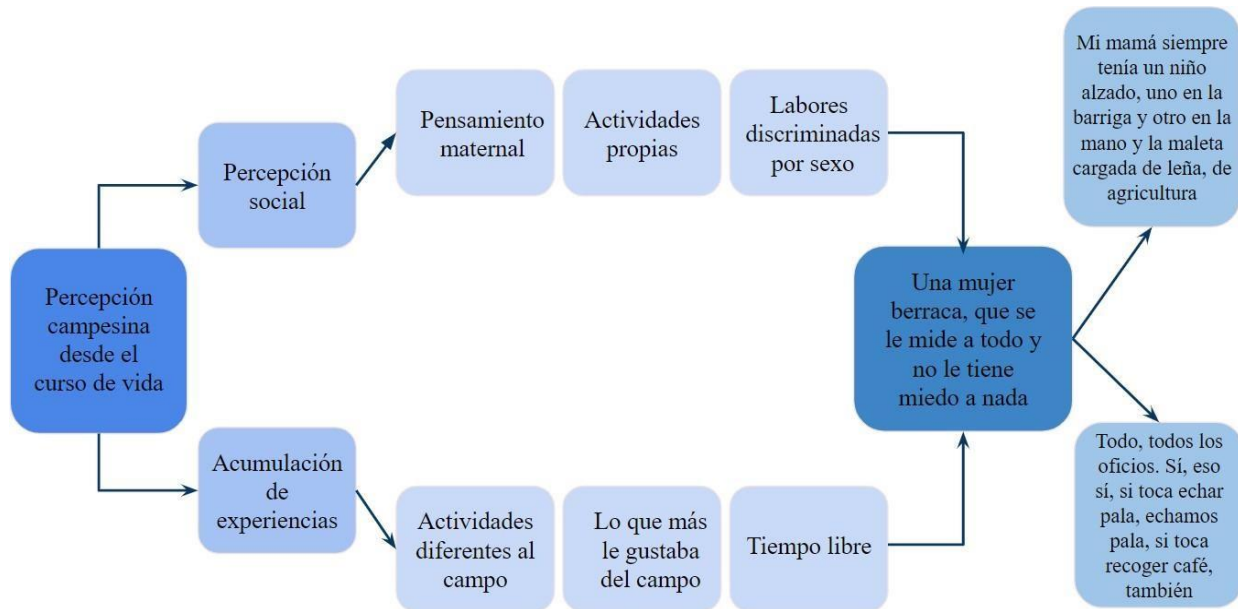 Percepción
campesina
desde el
curso de vida
Percepción
social
Pensamiento
maternal
Actividades
propias
Labores
discriminadas
por sexo
Acumulación
de
experiencias
Actividades
diferentes al
campo
Lo que más
le gustaba
del campo
Tiempo libre
Una mujer
berraca, que se
le mide a todo y
no le tiene
miedo a nada
Mi mamá siempre
tenía un niño
alzado, uno en la
barriga y otro en la
mano y la maleta
cargada de leña, de
agricultura
Todo, todos los
oficios. Sí, eso
sí, si toca echar
pala, echamos
pala, si toca
recoger café,
también